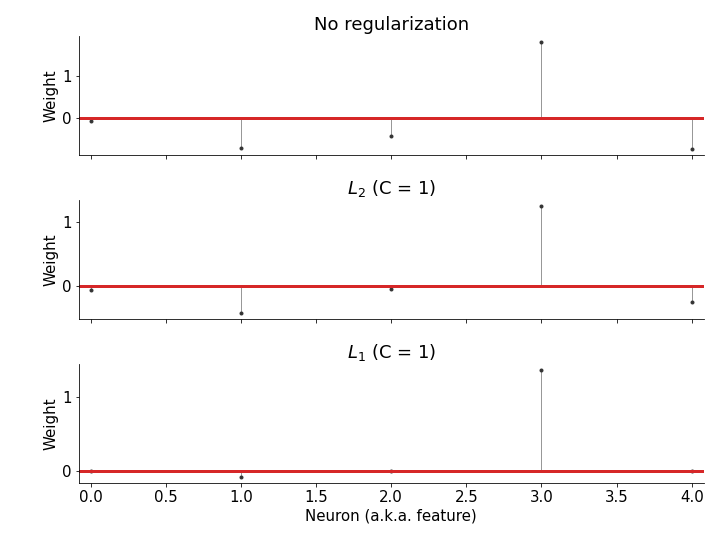 No regularization
Weight
1
0
L₂ (C = 1)
Weight
1
0
L₁ (C = 1)
Weight
1
0
0.0 0.5 1.0 1.5 2.0 2.5 3.0 3.5 4.0
Neuron (a.k.a. feature)